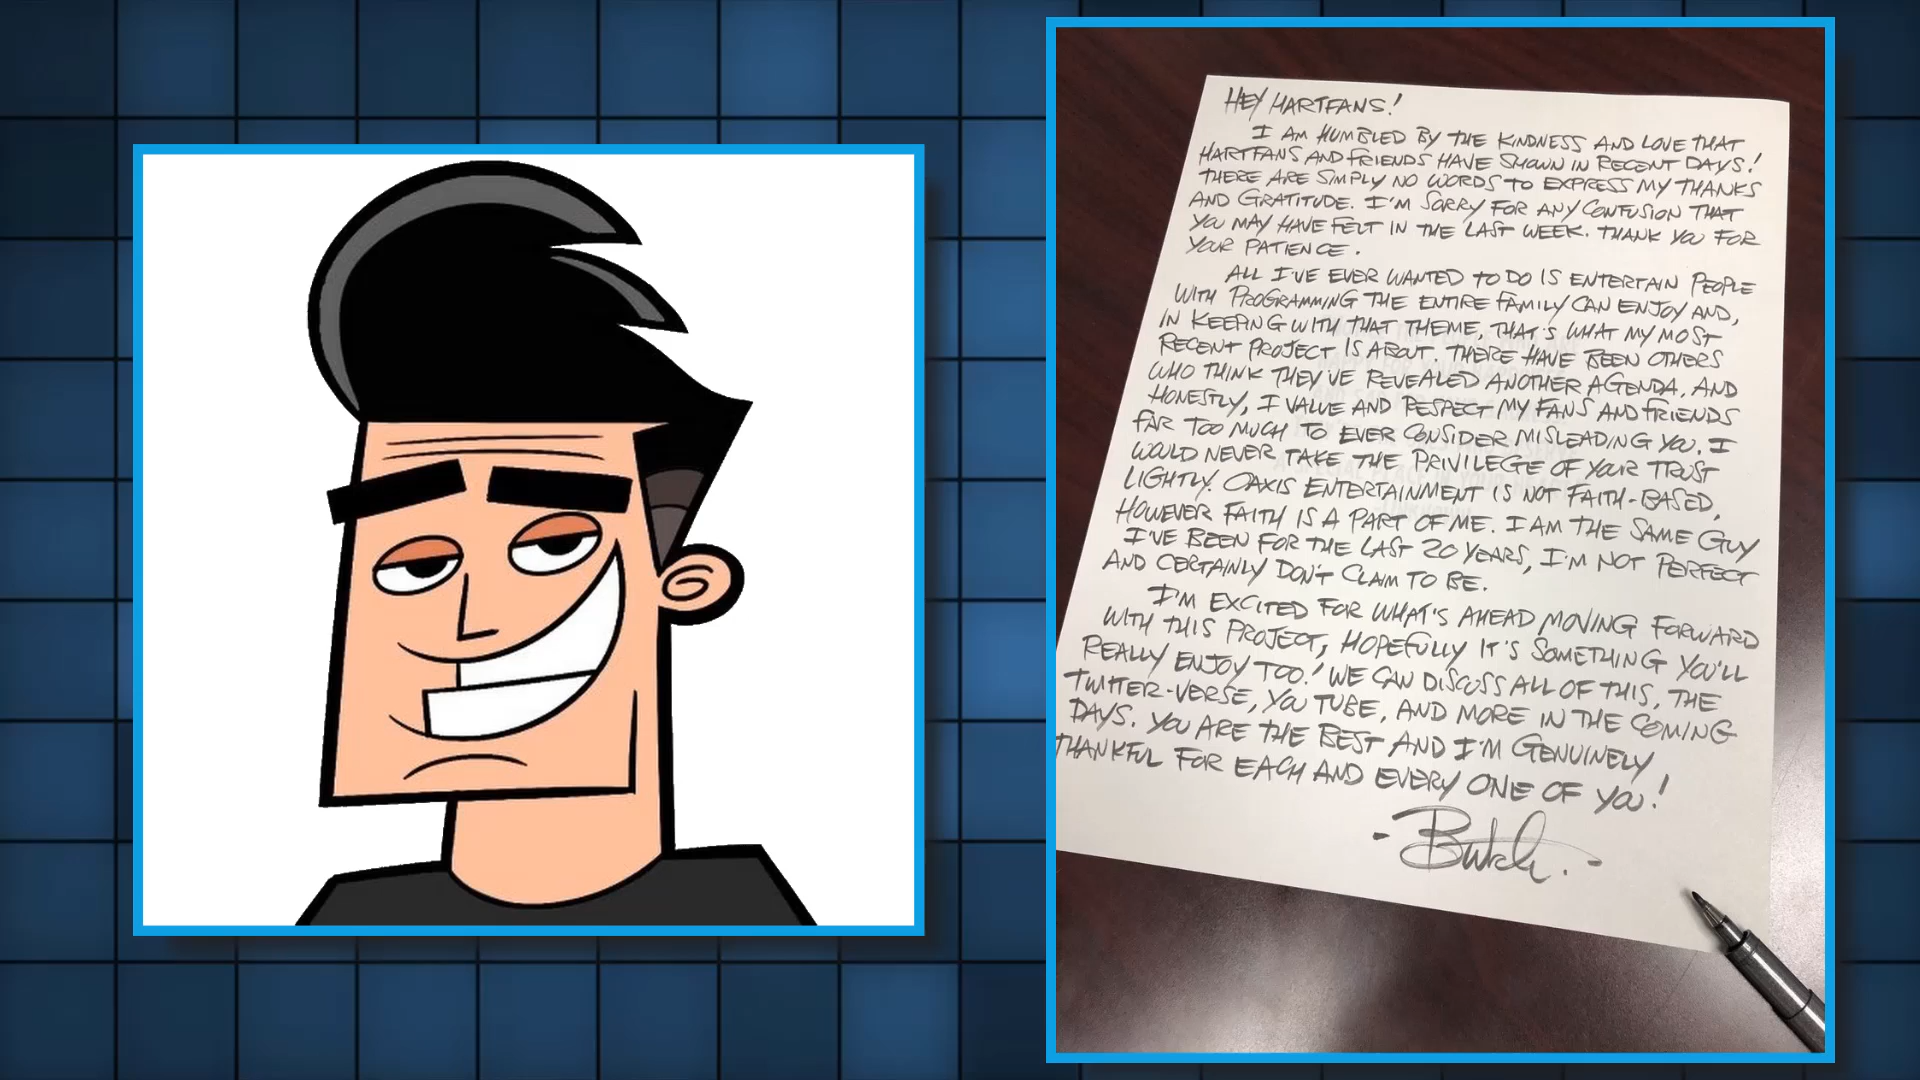 HEY HARTFANS!
I AM HUMBLED BY THE KINDNESS AND LOVE THAT
HARTFANS AND FRIENDS HAVE SHOWN IN RECENT DAYS!
THERE ARE SIMPLY NO WORDS TO EXPRESS MY THANKS
AND GRATITUDE. I'M SORRY FOR ANY CONFUSION THAT
YOU MAY HAVE FELT IN THE LAST WEEK. THANK YOU FOR
YOUR PATIENCE.
ALL I'VE EVER WANTED TO DO IS ENTERTAIN PEOPLE
WITH PROGRAMMING THE ENTIRE FAMILY CAN ENJOY AND,
IN KEEPING WITH THAT THEME, THAT'S WHAT MY MOST
RECENT PROJECT IS ABOUT. THERE HAVE BEEN OTHERS
WHO THINK THEY'VE REVEALED ANOTHER AGENDA, AND
HONESTLY, I VALUE AND RESPECT MY FANS AND FRIENDS
FAR TOO MUCH TO EVER CONSIDER MISLEADING YOU. I
WOULD NEVER TAKE THE PRIVILEGE OF YOUR TRUST
LIGHTLY. OAXIS ENTERTAINMENT IS NOT FAITH-BASED,
HOWEVER FAITH IS A PART OF ME. I AM THE SAME GUY
I'VE BEEN FOR THE LAST 20 YEARS, I'M NOT PERFECT
AND CERTAINLY DON'T CLAIM TO BE.
I'M EXCITED FOR WHAT'S AHEAD MOVING FORWARD
WITH THIS PROJECT, HOPEFULLY IT'S SOMETHING YOU'LL
REALLY ENJOY TOO! WE CAN DISCUSS ALL OF THIS, THE
TWITTER-VERSE, YOU TUBE, AND MORE IN THE COMING
DAYS. YOU ARE THE BEST AND I'M GENUINELY
THANKFUL FOR EACH AND EVERY ONE OF YOU!
-Butch.-